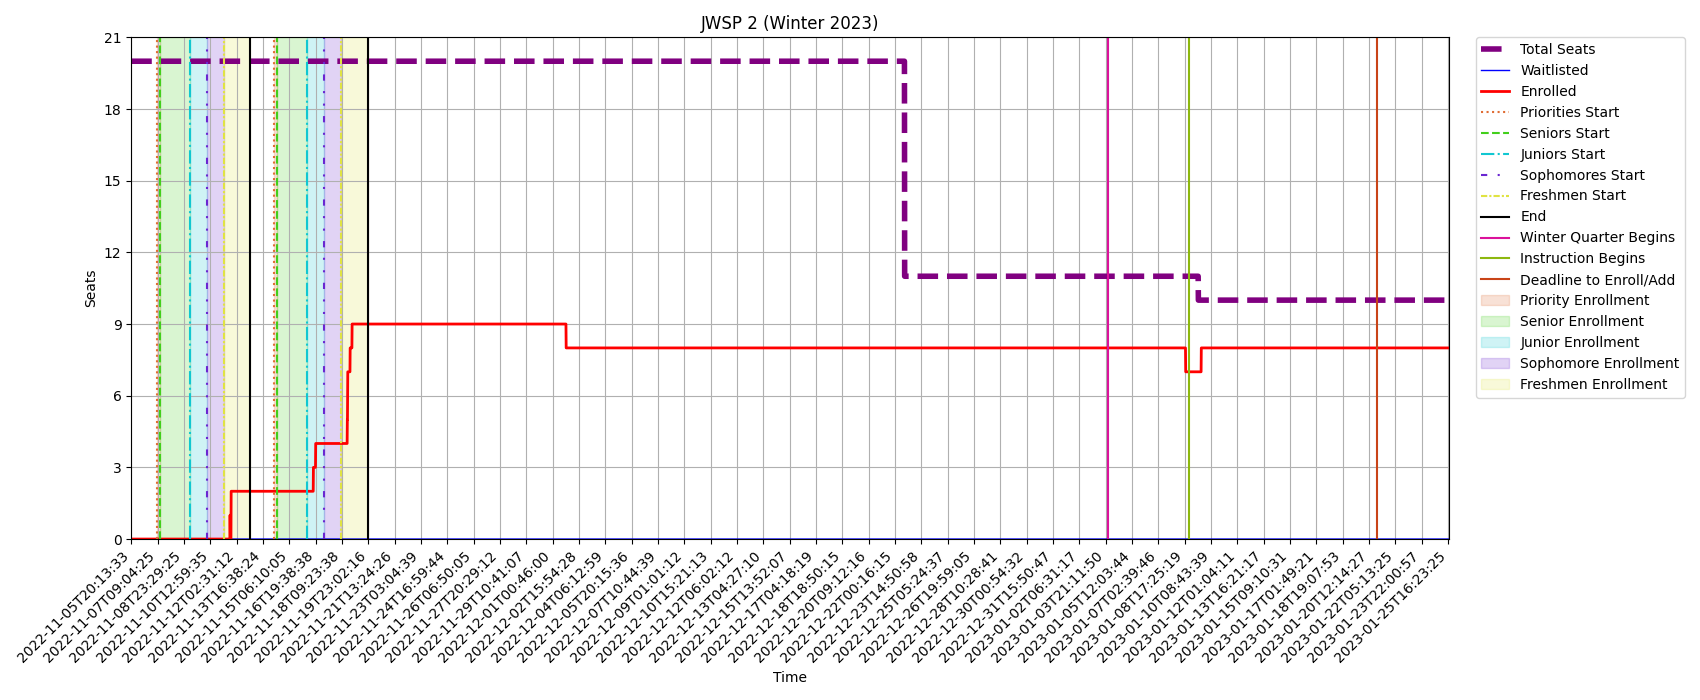 JWSP 2 (Winter 2023)
21
18
15
12
9
6
3
0
Seats
2022-11-05T20:13:33
2022-11-07T09:04:25
2022-11-08T23:29:25
2022-11-10T12:59:35
2022-11-12T02:31:12
2022-11-13T16:38:24
2022-11-15T06:10:05
2022-11-16T19:38:38
2022-11-18T09:23:38
2022-11-19T23:02:16
2022-11-21T13:24:26
2022-11-23T03:04:39
2022-11-24T16:59:44
2022-11-26T06:50:05
2022-11-27T20:29:12
2022-11-29T10:41:07
2022-12-01T00:46:00
2022-12-02T15:54:28
2022-12-04T06:12:59
2022-12-05T20:15:36
2022-12-07T10:44:39
2022-12-09T01:01:12
2022-12-10T15:21:13
2022-12-12T06:02:12
2022-12-13T04:27:10
2022-12-15T13:52:07
2022-12-17T04:18:19
2022-12-18T18:50:15
2022-12-20T09:12:16
2022-12-22T00:16:15
2022-12-23T14:50:58
2022-12-25T05:24:37
2022-12-26T19:59:05
2022-12-28T10:28:41
2022-12-30T00:54:32
2022-12-31T15:50:47
2023-01-02T06:31:17
2023-01-03T21:11:50
2023-01-05T12:03:44
2023-01-07T02:39:46
2023-01-08T17:25:19
2023-01-10T08:43:39
2023-01-12T01:04:11
2023-01-13T16:21:17
2023-01-15T09:10:31
2023-01-17T01:49:21
2023-01-18T19:07:53
2023-01-20T12:14:27
2023-01-22T05:13:25
2023-01-23T22:00:57
2023-01-25T16:23:25
Time
Total Seats
Waitlisted
Enrolled
Priorities Start
Seniors Start
Juniors Start
Sophomores Start
Freshmen Start
End
Winter Quarter Begins
Instruction Begins
Deadline to Enroll/Add
Priority Enrollment
Senior Enrollment
Junior Enrollment
Sophomore Enrollment
Freshmen Enrollment